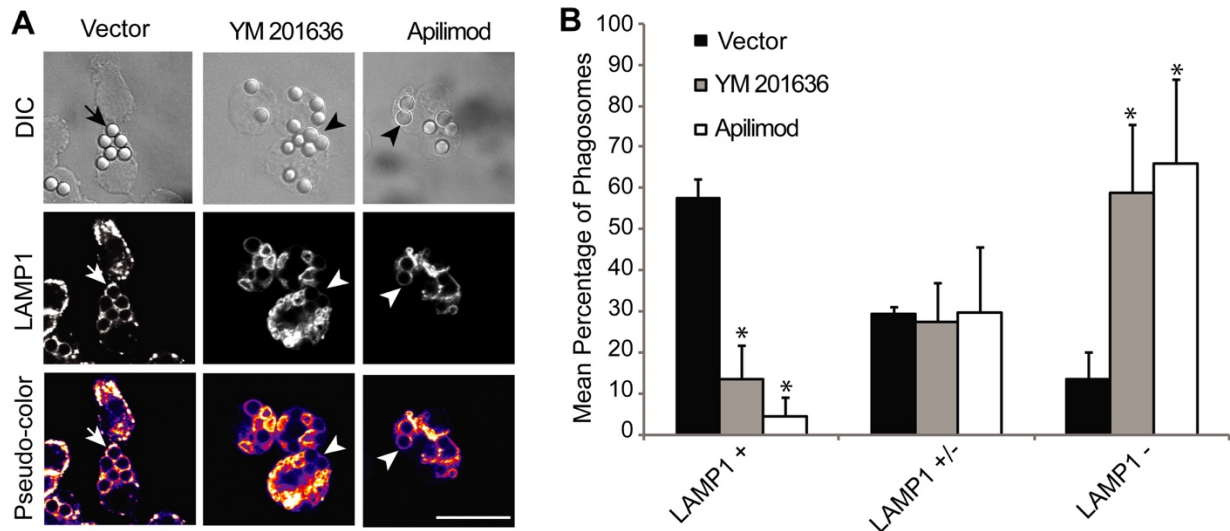 A
Vector
YM 201636
Apilimod
DIC
LAMP1
Pseudo-color
B
Mean Percentage of Phagosomes
100
90
80
70
60
50
40
30
20
10
0
Vector
YM 201636
Apilimod
*
*
*
*
LAMP1 +
LAMP1 +/-
LAMP1 -